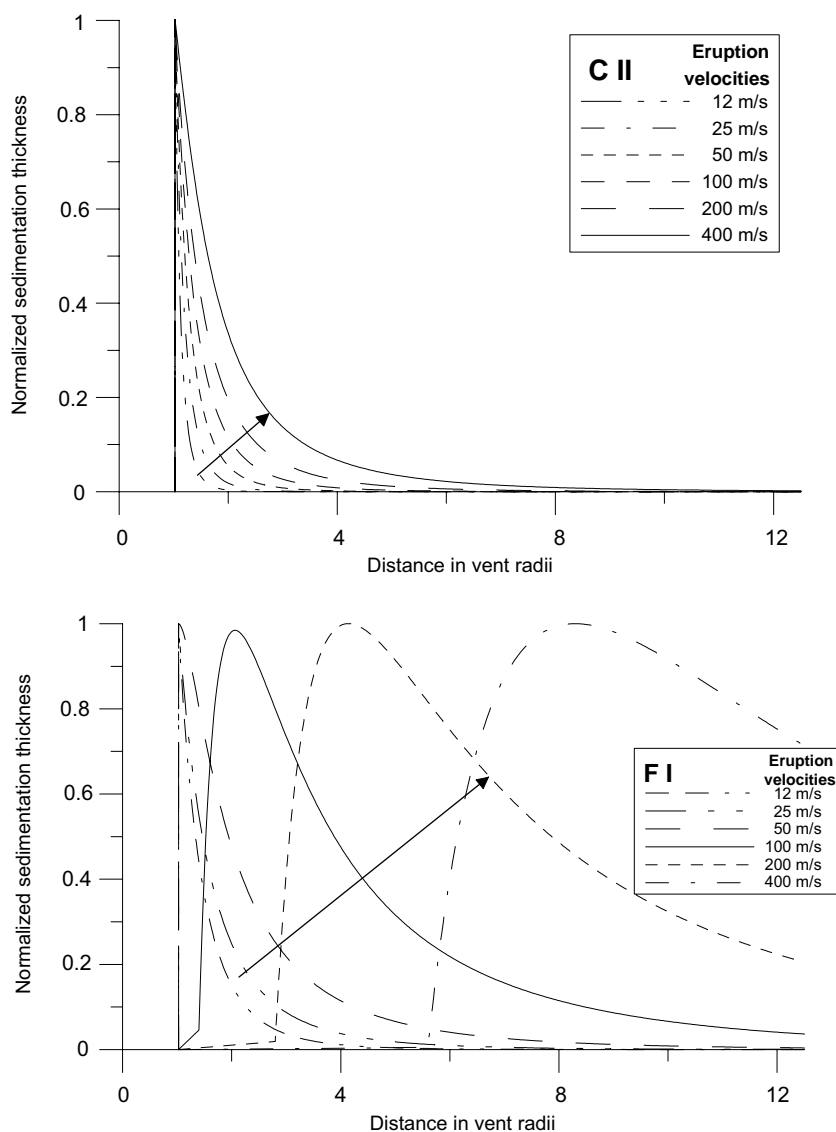 Normalized sedimentation thickness
1
0.8
0.6
0.4
0.2
0
0
4
8
12
Distance in vent radii
C II
Eruption
velocities
12 m/s
25 m/s
50 m/s
100 m/s
200 m/s
400 m/s
Normalized sedimentation thickness
1
0.8
0.6
0.4
0.2
0
0
4
8
12
Distance in vent radii
F I
Eruption
velocities
12 m/s
25 m/s
50 m/s
100 m/s
200 m/s
400 m/s